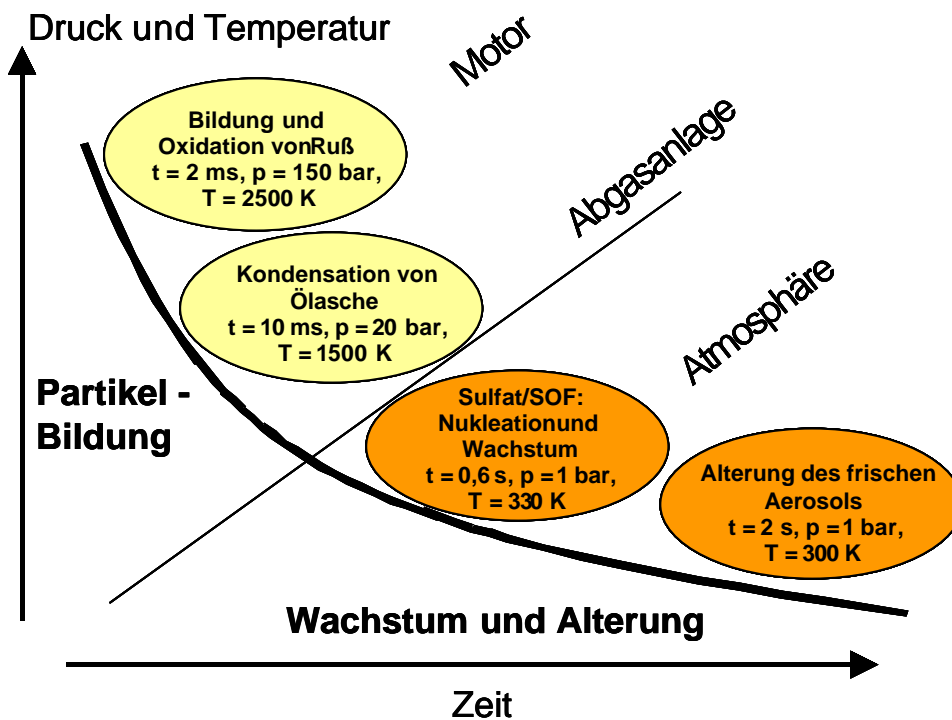 Druck und Temperatur
Motor
Bildung und
Oxidation vonRuß
t = 2 ms, p = 150 bar,
T = 2500 K
Abgasanlage
Kondensation von
Ölasche
t = 10 ms, p = 20 bar,
T = 1500 K
Atmosphäre
Partikel -
Bildung
Sulfat/SOF:
Nukleationund
Wachstum
t = 0,6 s, p = 1 bar,
T = 330 K
Alterung des frischen
Aerosols
t = 2 s, p = 1 bar,
T = 300 K
Wachstum und Alterung
Zeit